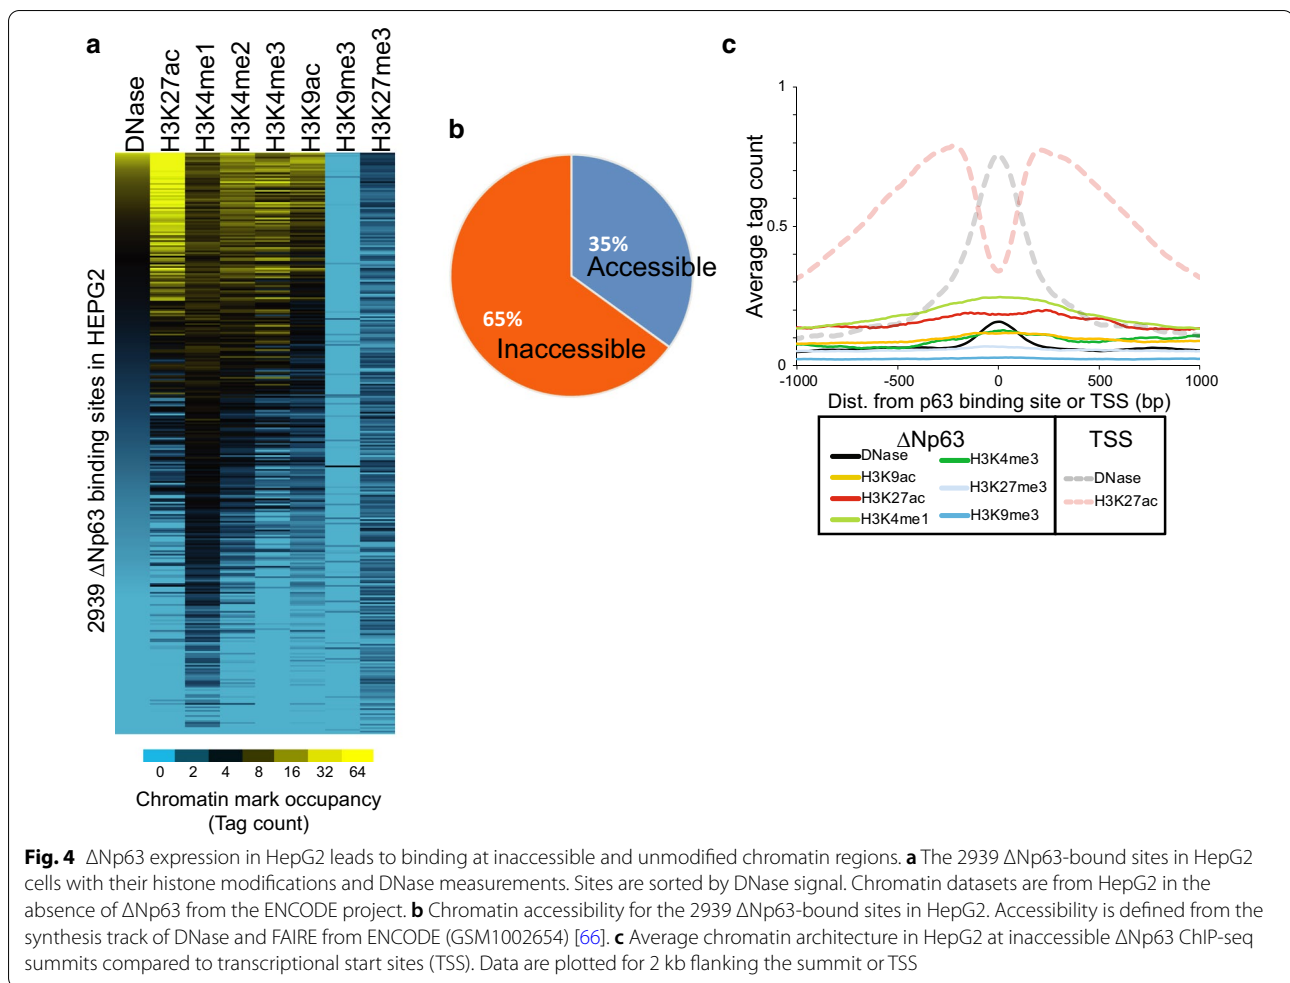 a
DNase
H3K27ac
H3K4me1
H3K4me2
H3K4me3
H3K9ac
H3K9me3
H3K27me3
2939 ΔNp63 binding sites in HEPG2
0 2 4 8 16 32 64
Chromatin mark occupancy
(Tag count)
b
35%
Accessible
65%
Inaccessible
c
Average tag count
1
0.5
0
-1000 -500 0 500 1000
Dist. from p63 binding site or TSS (bp)
ΔNp63
DNase
H3K9ac
H3K27ac
H3K4me1
H3K4me3
H3K27me3
H3K9me3
TSS
DNase
H3K27ac
Fig. 4 ΔNp63 expression in HepG2 leads to binding at inaccessible and unmodified chromatin regions. a The 2939 ΔNp63-bound sites in HepG2
cells with their histone modifications and DNase measurements. Sites are sorted by DNase signal. Chromatin datasets are from HepG2 in the
absence of ΔNp63 from the ENCODE project. b Chromatin accessibility for the 2939 ΔNp63-bound sites in HepG2. Accessibility is defined from the
synthesis track of DNase and FAIRE from ENCODE (GSM1002654) [66]. c Average chromatin architecture in HepG2 at inaccessible ΔNp63 ChIP-seq
summits compared to transcriptional start sites (TSS). Data are plotted for 2 kb flanking the summit or TSS